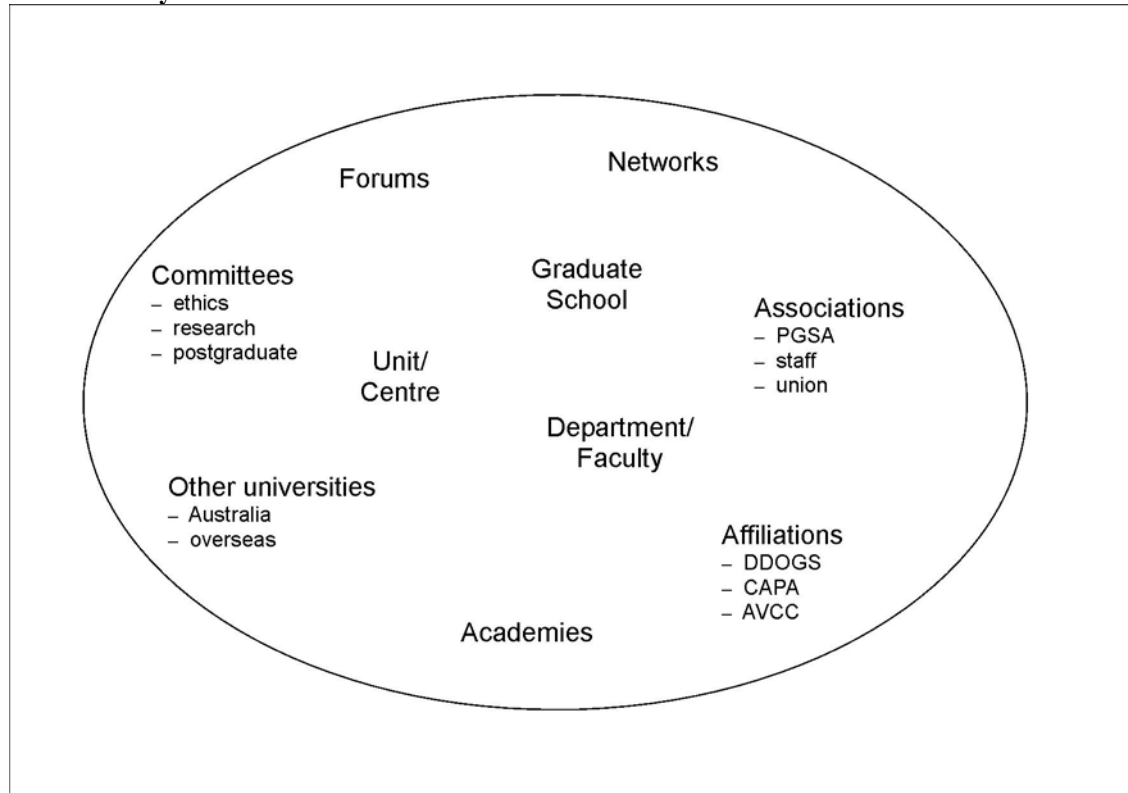 Forums
Networks
Graduate
School
Committees
– ethics
– research
– postgraduate
Associations
– PGSA
– staff
– union
Unit/
Centre
Department/
Faculty
Other universities
– Australia
– overseas
Affiliations
– DDOGS
– CAPA
– AVCC
Academies